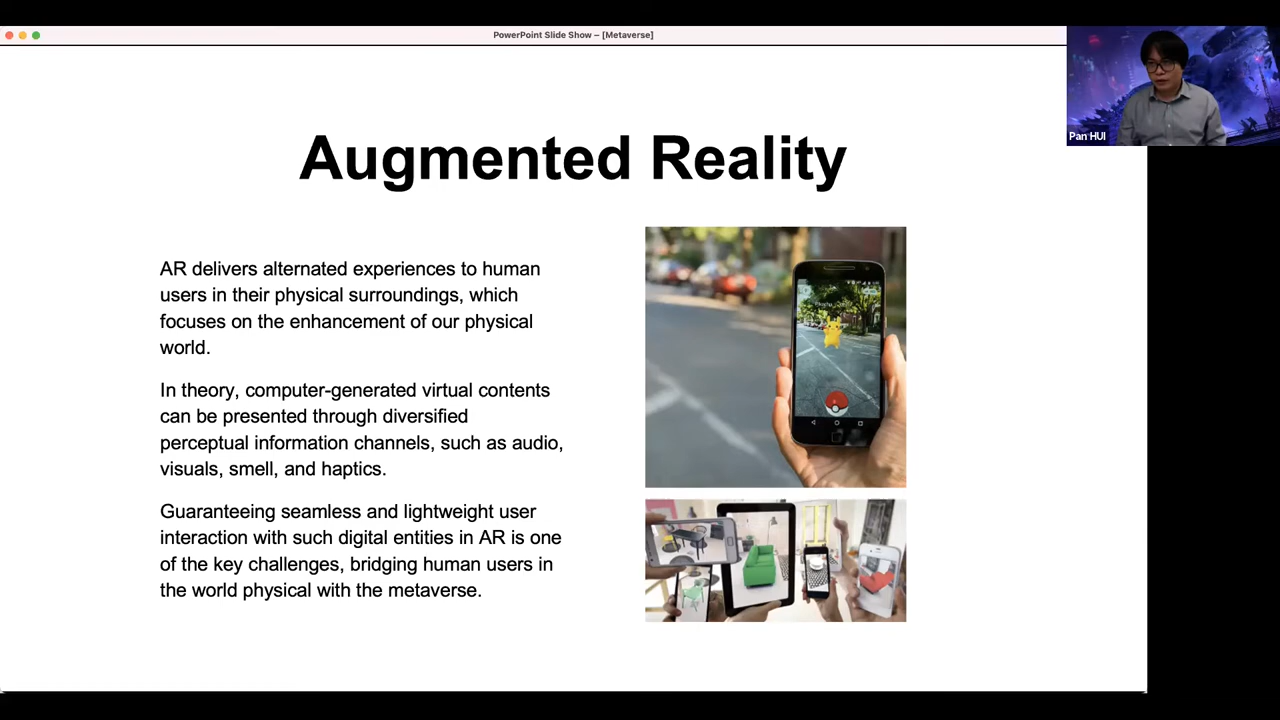 PowerPoint Slide Show – [Metaverse]
Pan HUI
Augmented Reality
AR delivers alternated experiences to human
users in their physical surroundings, which
focuses on the enhancement of our physical
world.
In theory, computer-generated virtual contents
can be presented through diversified
perceptual information channels, such as audio,
visuals, smell, and haptics.
Guaranteeing seamless and lightweight user
interaction with such digital entities in AR is one
of the key challenges, bridging human users in
the world physical with the metaverse.